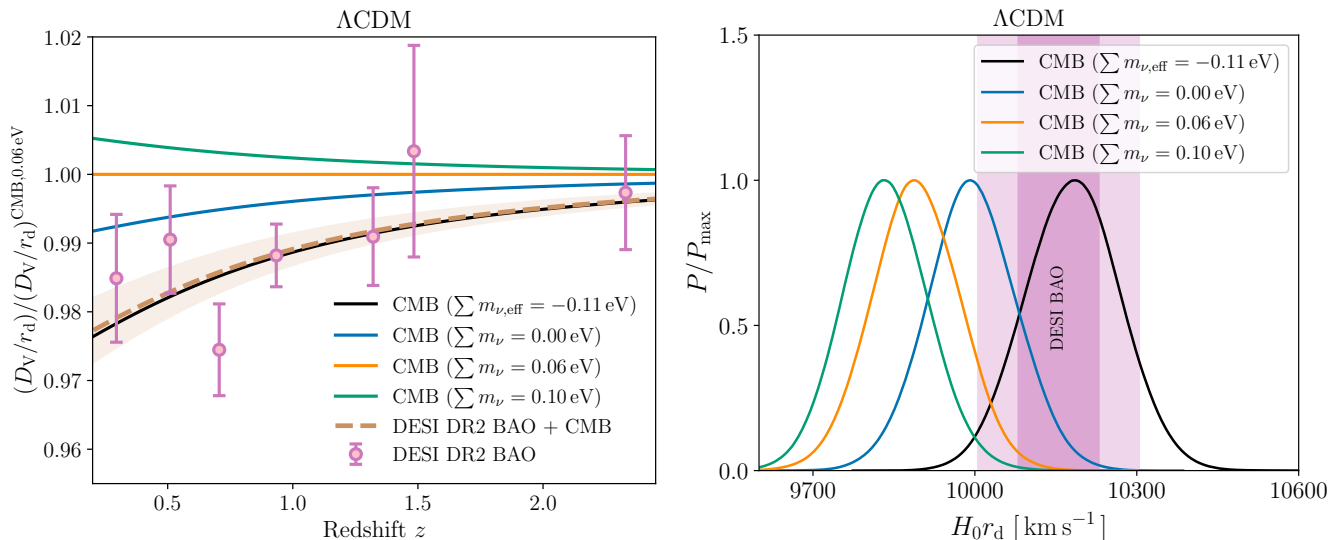 ΛCDM
1.02
1.01
1.00
0.99
0.98
0.97
0.96
(D_V/r_d)/(D_V/r_d)^{CMB,0.06 eV}
CMB (∑ m_{ν,eff} = −0.11 eV)
CMB (∑ m_ν = 0.00 eV)
CMB (∑ m_ν = 0.06 eV)
CMB (∑ m_ν = 0.10 eV)
DESI DR2 BAO + CMB
DESI DR2 BAO
0.5 1.0 1.5 2.0
Redshift z
ΛCDM
1.5
1.0
0.5
0.0
P/P_max
CMB (∑ m_{ν,eff} = −0.11 eV)
CMB (∑ m_ν = 0.00 eV)
CMB (∑ m_ν = 0.06 eV)
CMB (∑ m_ν = 0.10 eV)
DESI BAO
9700 10000 10300 10600
H_0 r_d [km s^{−1}]